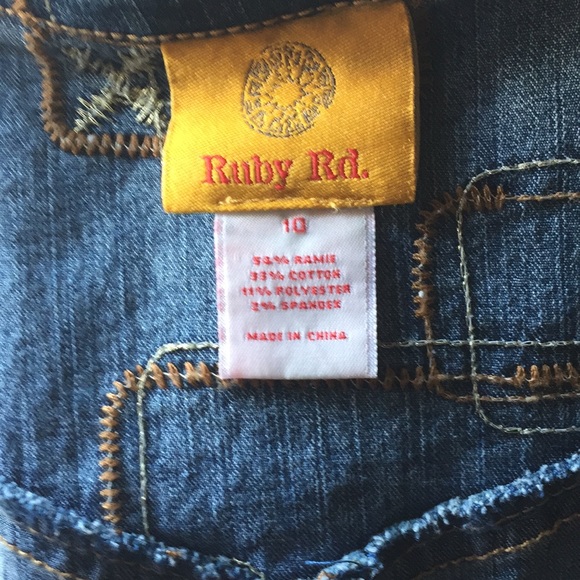 Ruby Rd.
10
54% RAMIE
33% COTTON
11% POLYESTER
2% SPANDEX
MADE IN CHINA